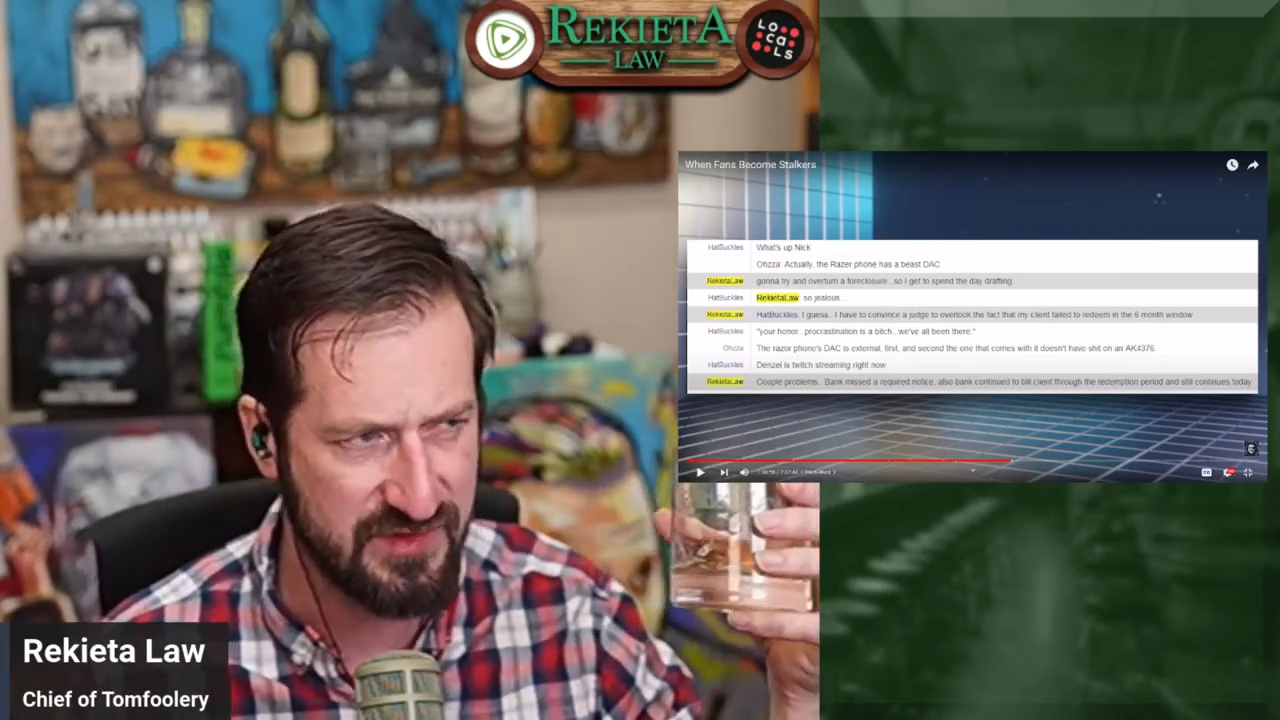 REKIETA
LAW
LOCALS
When Fans Become Stalkers
HatBuckles What's up Nick
Ohzza: Actually, the Razer phone has a beast DAC
RekietaLaw gonna try and overturn a foreclosure...so I get to spend the day drafting
HatBuckles RekietaLaw: so jealous...
RekietaLaw HatBuckles: I guess...I have to convince a judge to overlook the fact that my client failed to redeem in the 6 month window
HatBuckles "your honor...procrastination is a bitch...we've all been there."
Ohzza The razor phone's DAC is external, first, and second the one that comes with it doesn't have shit on an AK4376.
HatBuckles Denzel is twitch streaming right now
RekietaLaw Couple problems. Bank missed a required notice, also bank continued to bill client through the redemption period and still continues today
Rekieta Law
Chief of Tomfoolery